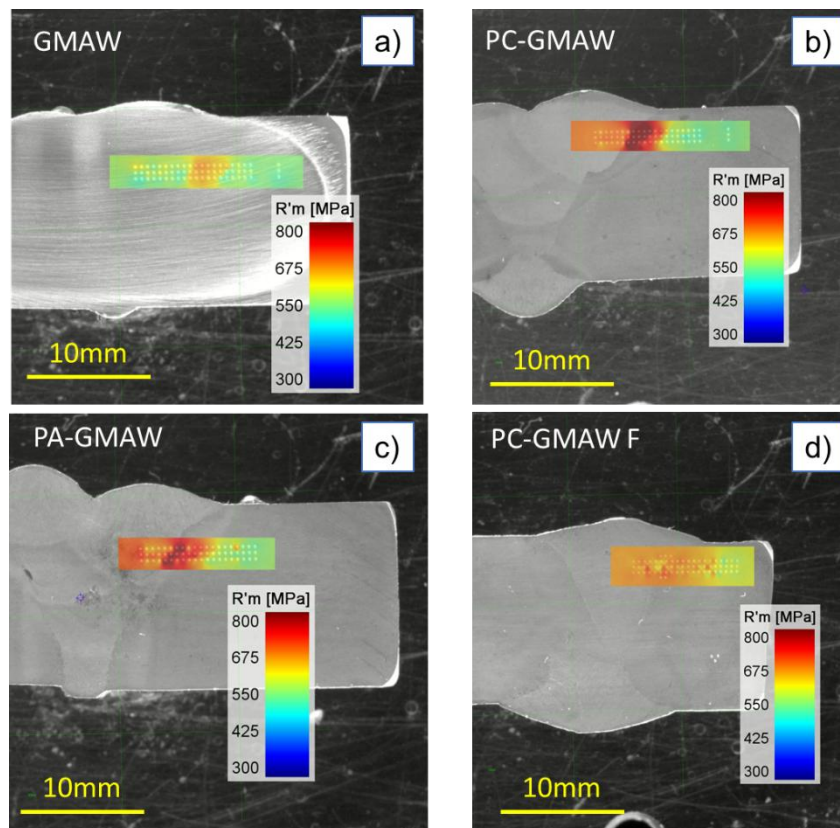 GMAW
a)
R'm [MPa]
800
675
550
425
300
10mm
PC-GMAW
b)
R'm [MPa]
800
675
550
425
300
10mm
PA-GMAW
c)
R'm [MPa]
800
675
550
425
300
10mm
PC-GMAW F
d)
R'm [MPa]
800
675
550
425
300
10mm